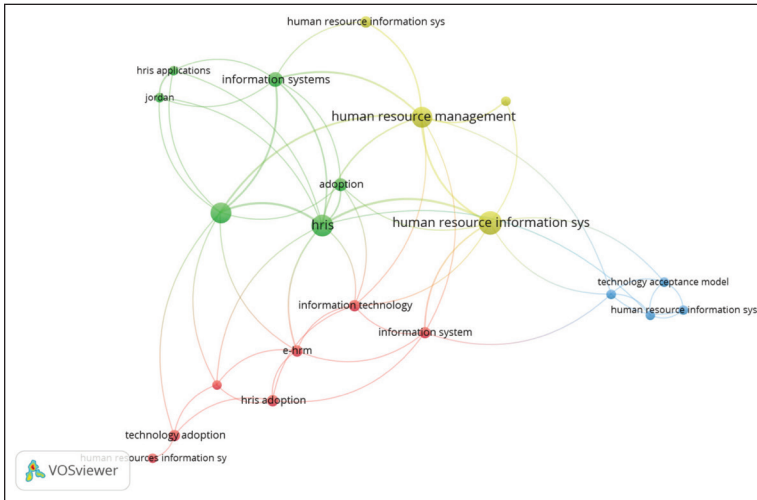 human resource information sys
hris applications
information systems
jordan
human resource management
adoption
hris
human resource information sys
technology acceptance model
information technology
human resource information sys
information system
e-hrm
hris adoption
technology adoption
human resources information sy
VOSviewer